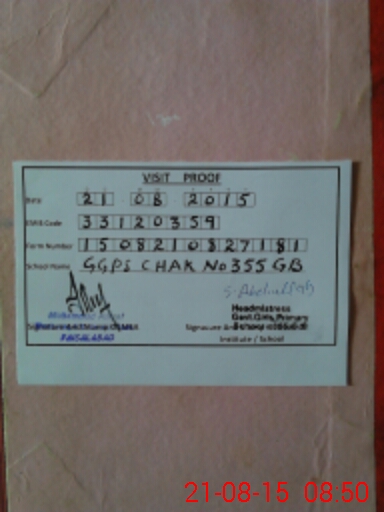 VISIT PROOF
Date 21 08 2015
EMIS Code 33120359
Form Number 1508210827181
School Name GGPS CHAK No 355 GB
Headmistress
Govt. Girls, Primary
Institute / School
21-08-15 08:50